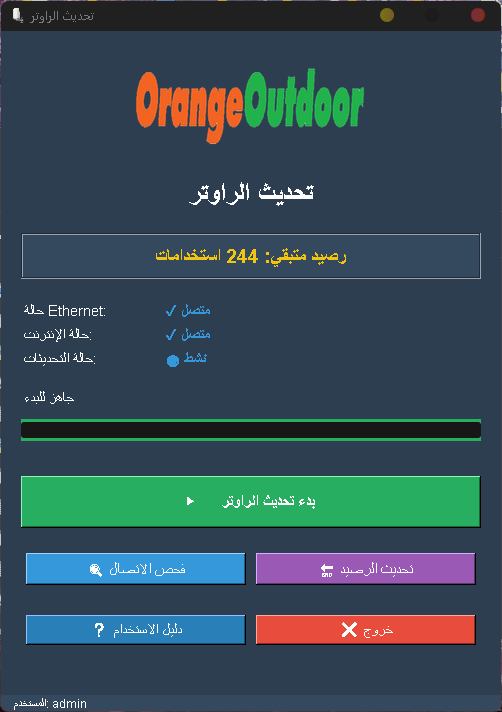 تحديث الراوتر
OrangeOutdoor
تحديث الراوتر
رصيد متبقي: 244 استخدامات
حالة Ethernet: ✓ متصل
حالة الإنترنت: ✓ متصل
حالة التحديثات: نشط
جاهز للبدء
بدء تحديث الراوتر
فحص الاتصال
تحديث الرصيد
دليل الاستخدام ?
خروج
المستخدم: admin